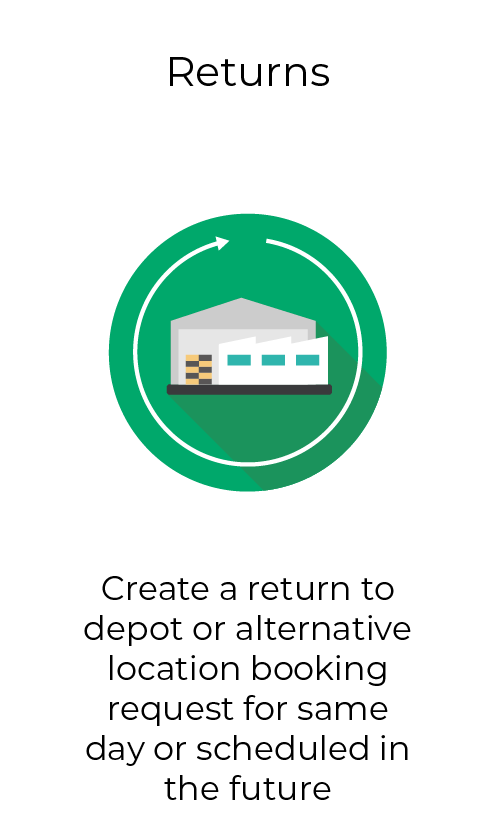 Returns
Create a return to
depot or alternative
location booking
request for same
day or scheduled in
the future